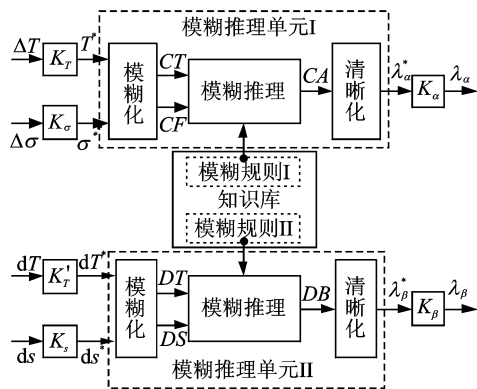 模糊推理单元I
ΔT K_T T* 模糊化 CT 模糊推理 CA 清晰化 λ_α* K_α λ_α
Δσ K_σ σ* CF
模糊规则I
知识库
模糊规则II
dT K_T' dT* 模糊化 DT 模糊推理 DB 清晰化 λ_β* K_β λ_β
ds K_s ds* DS
模糊推理单元II